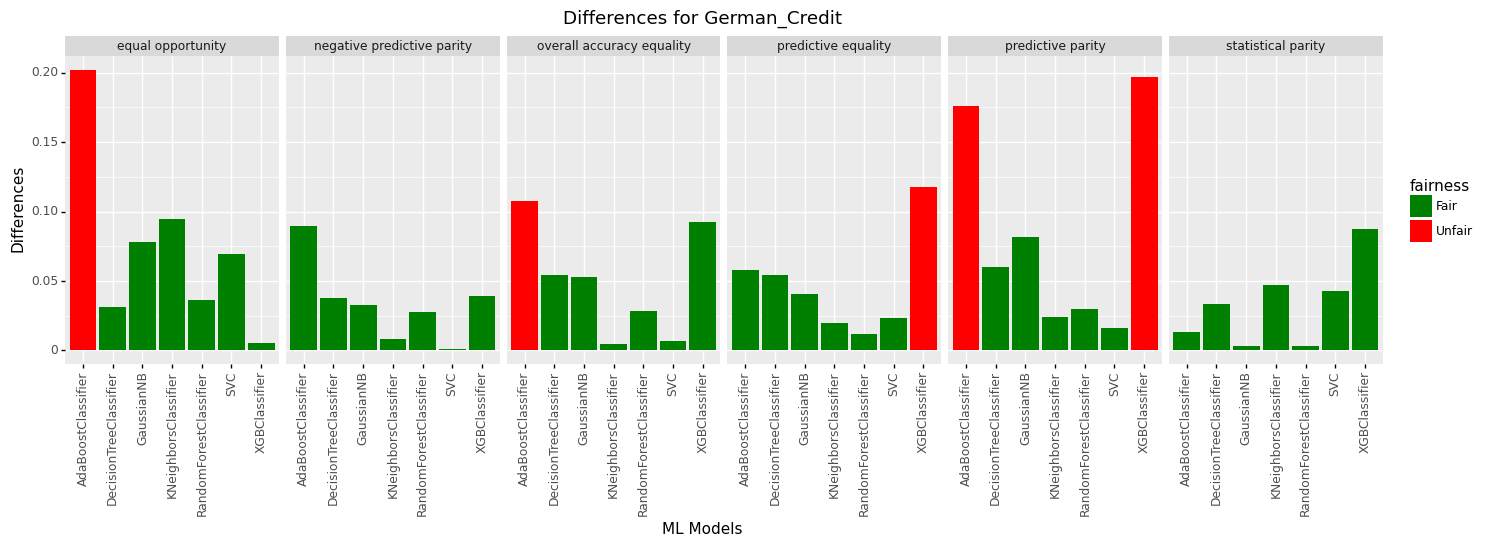 Differences for German_Credit
equal opportunity
negative predictive parity
overall accuracy equality
predictive equality
predictive parity
statistical parity
Differences
0.20
0.15
0.10
0.05
0
AdaBoostClassifier
DecisionTreeClassifier
GaussianNB
KNeighborsClassifier
RandomForestClassifier
SVC
XGBClassifier
AdaBoostClassifier
DecisionTreeClassifier
GaussianNB
KNeighborsClassifier
RandomForestClassifier
SVC
XGBClassifier
AdaBoostClassifier
DecisionTreeClassifier
GaussianNB
KNeighborsClassifier
RandomForestClassifier
SVC
XGBClassifier
AdaBoostClassifier
DecisionTreeClassifier
GaussianNB
KNeighborsClassifier
RandomForestClassifier
SVC
XGBClassifier
AdaBoostClassifier
DecisionTreeClassifier
GaussianNB
KNeighborsClassifier
RandomForestClassifier
SVC
XGBClassifier
AdaBoostClassifier
DecisionTreeClassifier
GaussianNB
KNeighborsClassifier
RandomForestClassifier
SVC
XGBClassifier
ML Models
fairness
Fair
Unfair